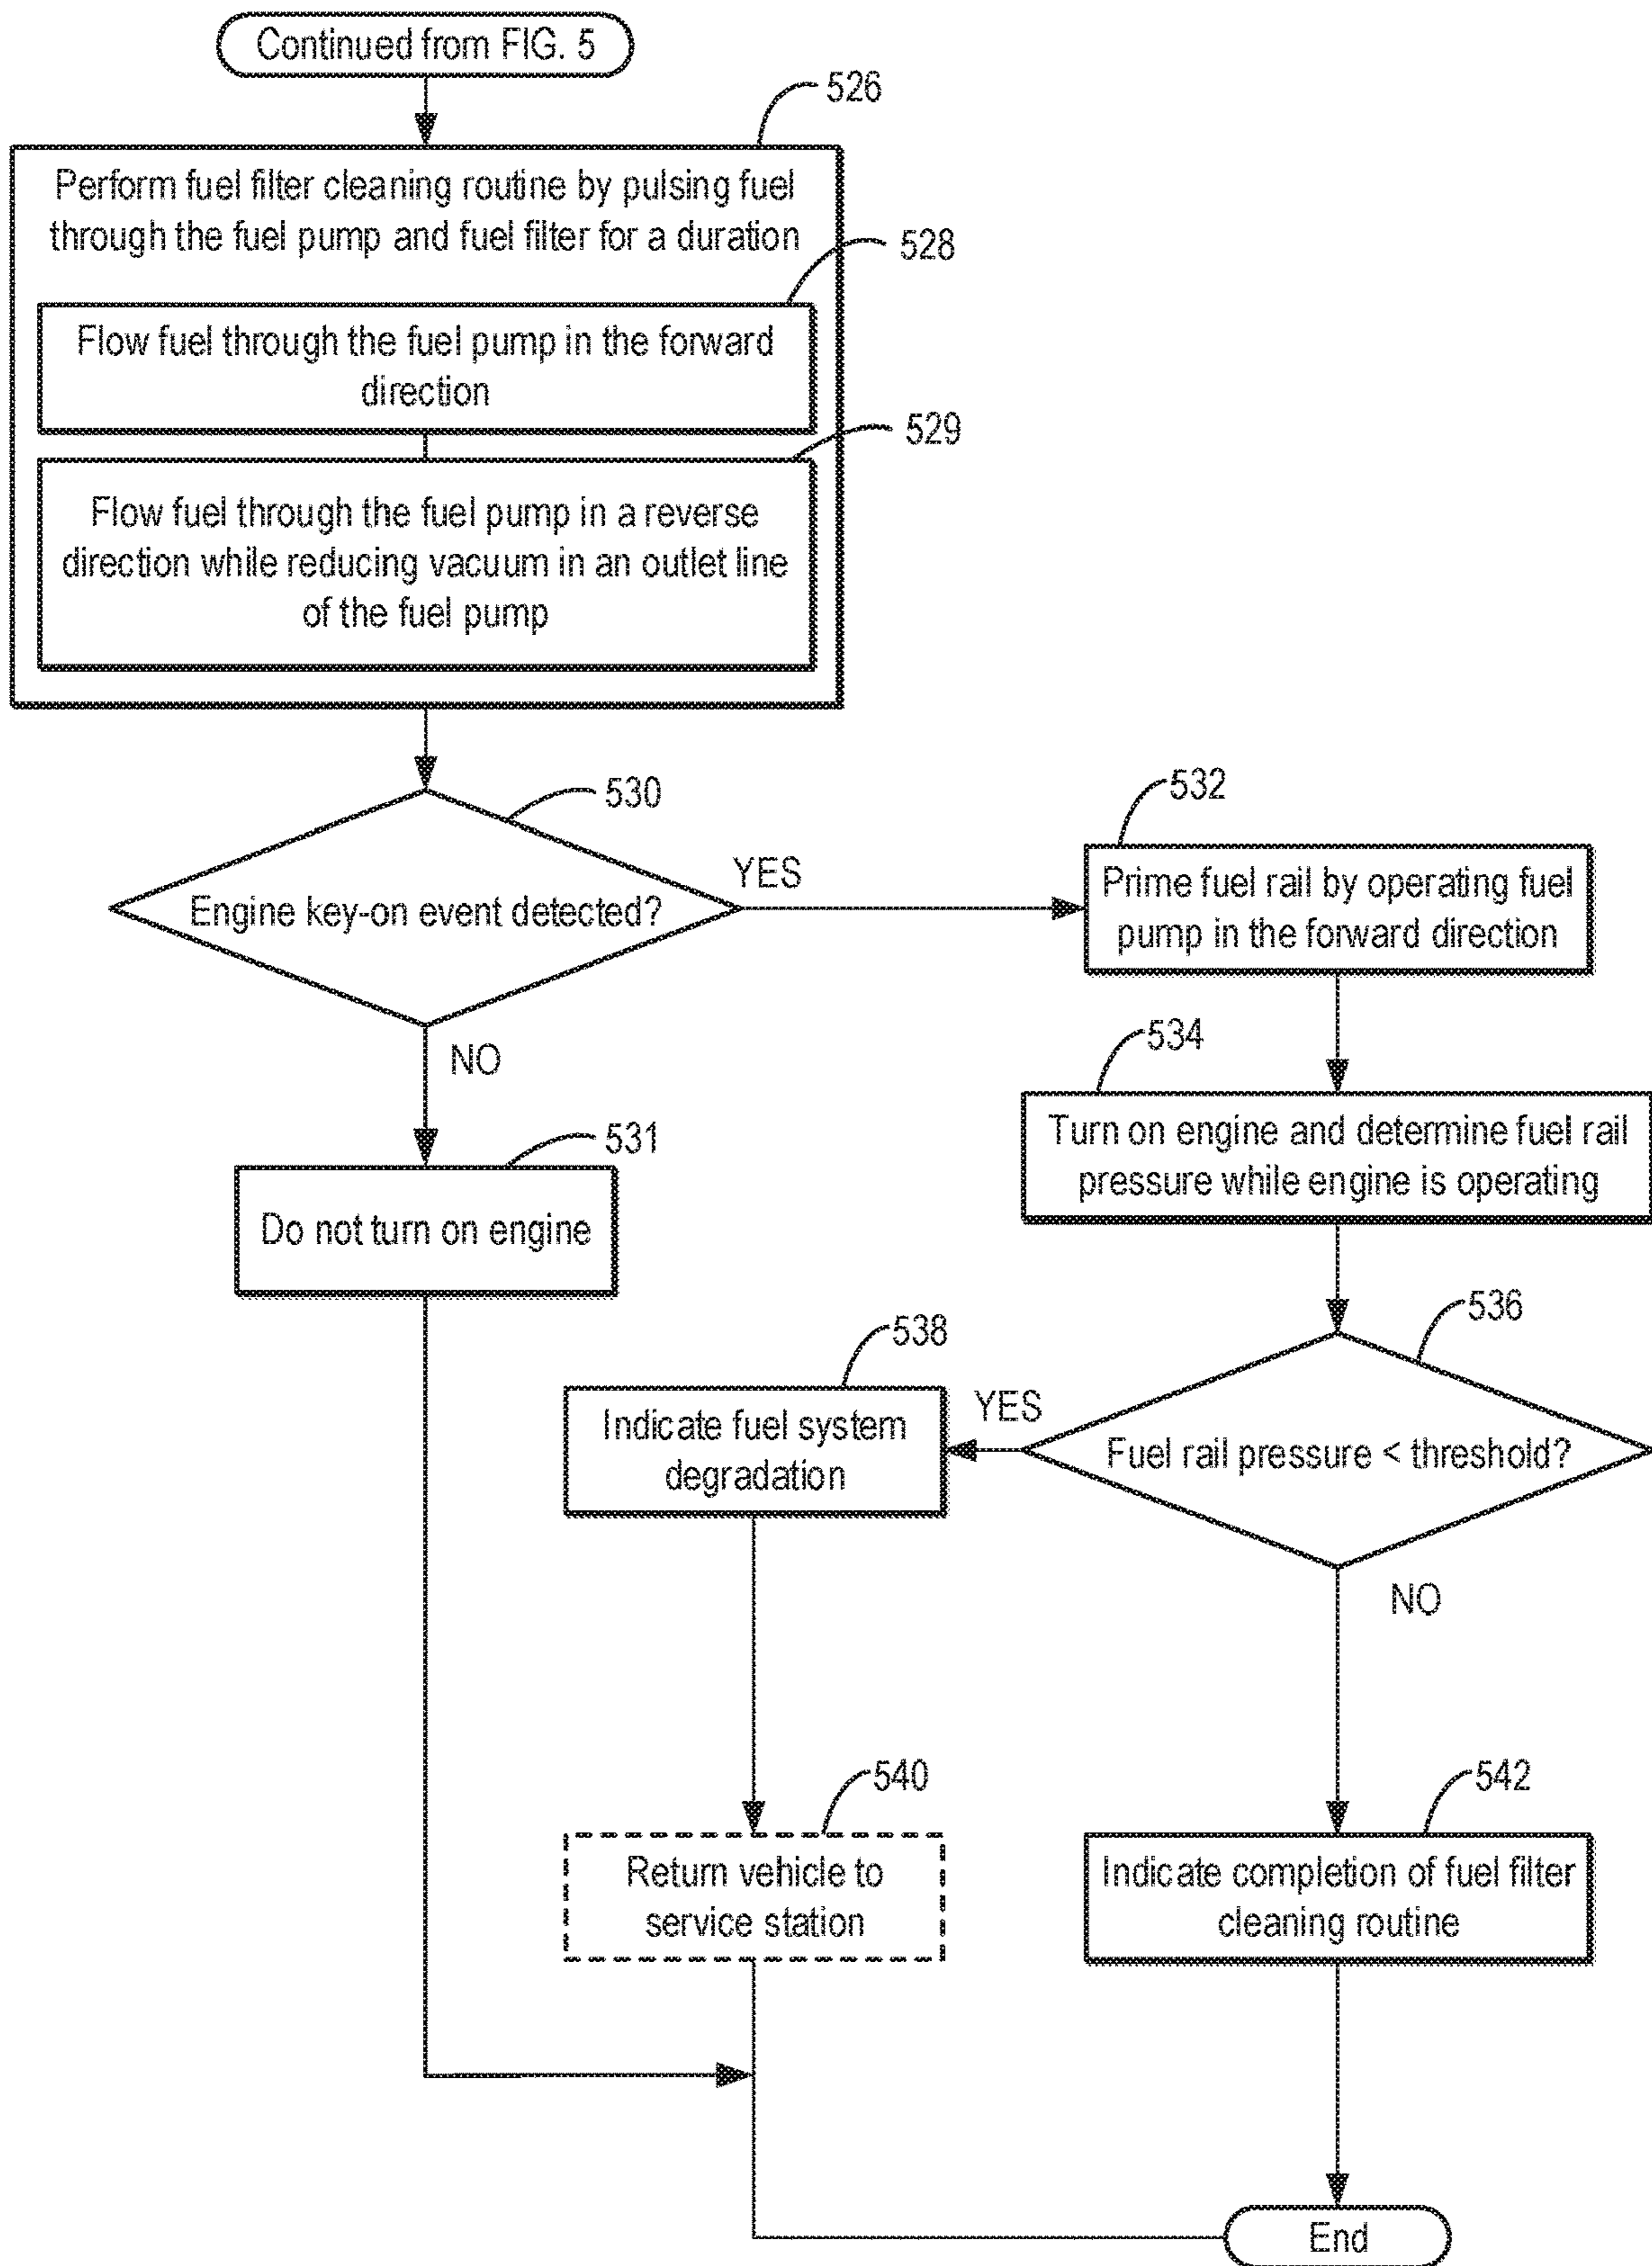 Continued from FIG. 5
526
Perform fuel filter cleaning routine by pulsing fuel
through the fuel pump and fuel filter for a duration
528
Flow fuel through the fuel pump in the forward
direction
529
Flow fuel through the fuel pump in a reverse
direction while reducing vacuum in an outlet line
of the fuel pump
530
Engine key-on event detected?
YES
NO
532
Prime fuel rail by operating fuel
pump in the forward direction
534
Turn on engine and determine fuel rail
pressure while engine is operating
531
Do not turn on engine
536
Fuel rail pressure < threshold?
YES
NO
538
Indicate fuel system
degradation
540
Return vehicle to
service station
542
Indicate completion of fuel filter
cleaning routine
End